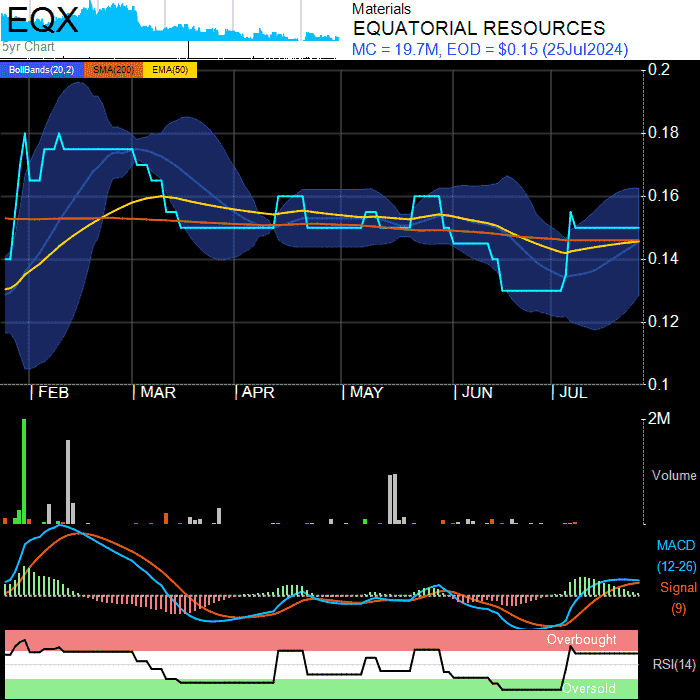 EQX
5yr Chart
Materials
EQUATORIAL RESOURCES
MC = 19.7M, EOD = $0.15 (25Jul2024)
BollBands(20,2) SMA(200) EMA(50)
0.2
0.18
0.16
0.14
0.12
0.1
FEB MAR APR MAY JUN JUL
2M
Volume
MACD
(12-26)
Signal
(9)
Overbought
RSI(14)
Oversold